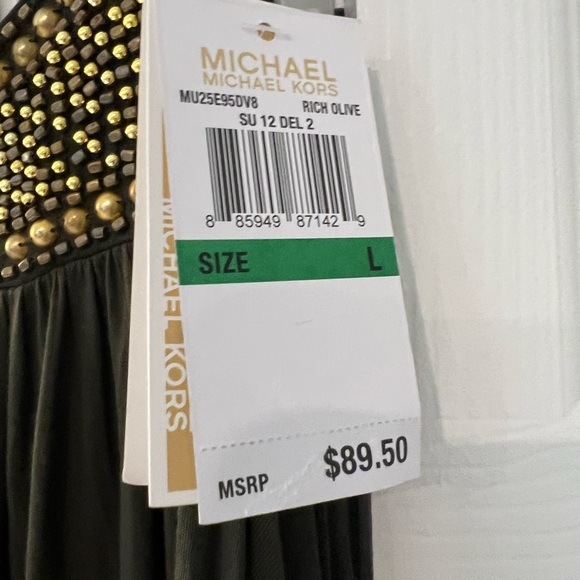 MICHAEL
MICHAEL KORS
MU25E95DV8 RICH OLIVE
SU 12 DEL 2
8 85949 87142 9
SIZE L
MSRP $89.50
MICHAEL KORS